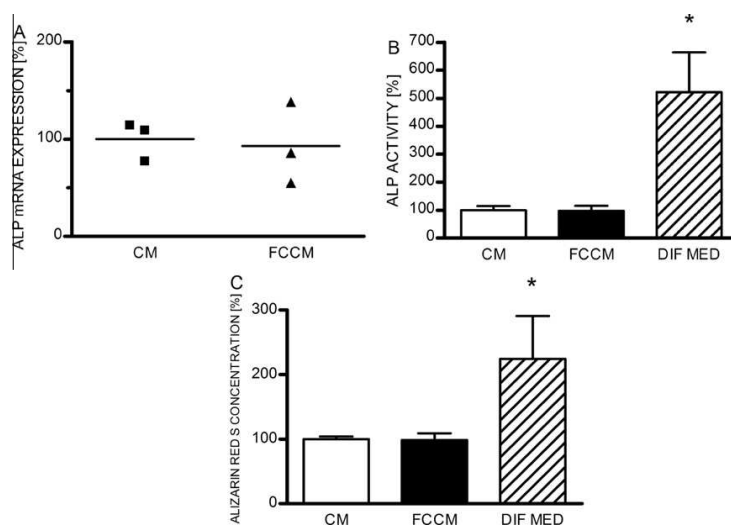 A
ALP mRNA EXPRESSION [%]
200
100
0
CM FCCM
*
B
ALP ACTIVITY [%]
700
600
500
400
300
200
100
0
CM FCCM DIF MED
C
*
ALIZARIN RED S CONCENTRATION [%]
300
200
100
0
CM FCCM DIF MED